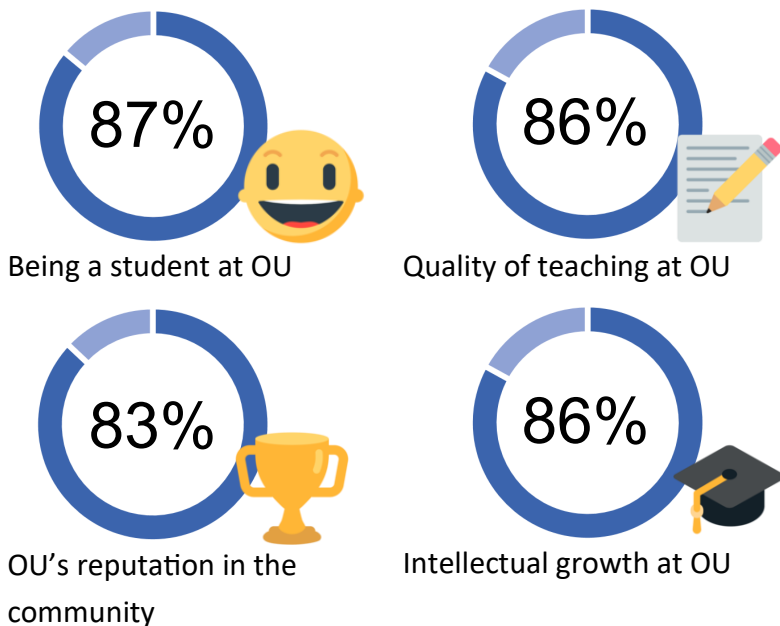 87%
Being a student at OU
86%
Quality of teaching at OU
83%
OU's reputation in the
community
86%
Intellectual growth at OU